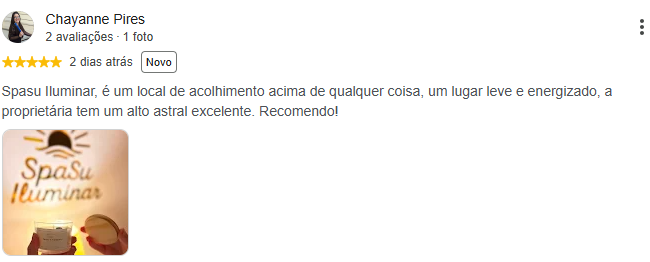 Chayanne Pires
2 avaliações · 1 foto
★★★★★ 2 dias atrás Novo
Spasu Iluminar, é um local de acolhimento acima de qualquer coisa, um lugar leve e energizado, a
proprietária tem um alto astral excelente. Recomendo!
SpaSu
Iluminar